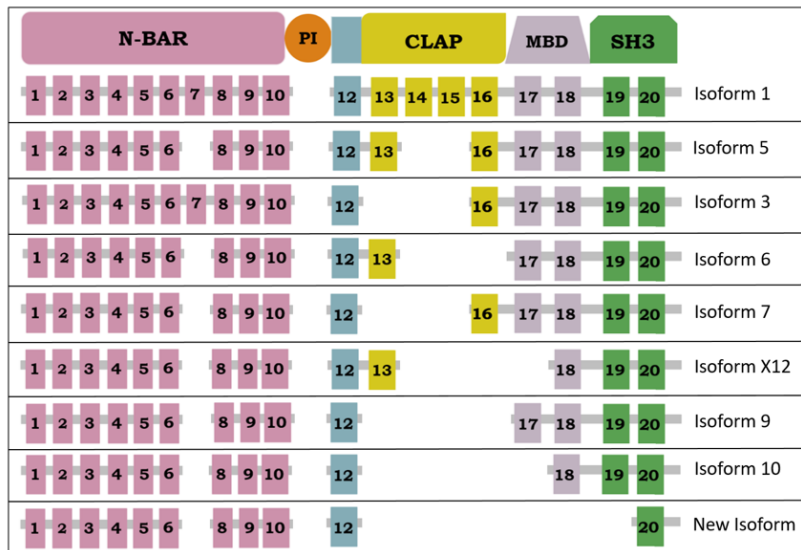 N-BAR PI CLAP MBD SH3
1 2 3 4 5 6 7 8 9 10 12 13 14 15 16 17 18 19 20 Isoform 1
1 2 3 4 5 6 8 9 10 12 13 16 17 18 19 20 Isoform 5
1 2 3 4 5 6 7 8 9 10 12 16 17 18 19 20 Isoform 3
1 2 3 4 5 6 8 9 10 12 13 17 18 19 20 Isoform 6
1 2 3 4 5 6 8 9 10 12 16 17 18 19 20 Isoform 7
1 2 3 4 5 6 8 9 10 12 13 18 19 20 Isoform X12
1 2 3 4 5 6 8 9 10 12 17 18 19 20 Isoform 9
1 2 3 4 5 6 8 9 10 12 18 19 20 Isoform 10
1 2 3 4 5 6 8 9 10 12 20 New Isoform